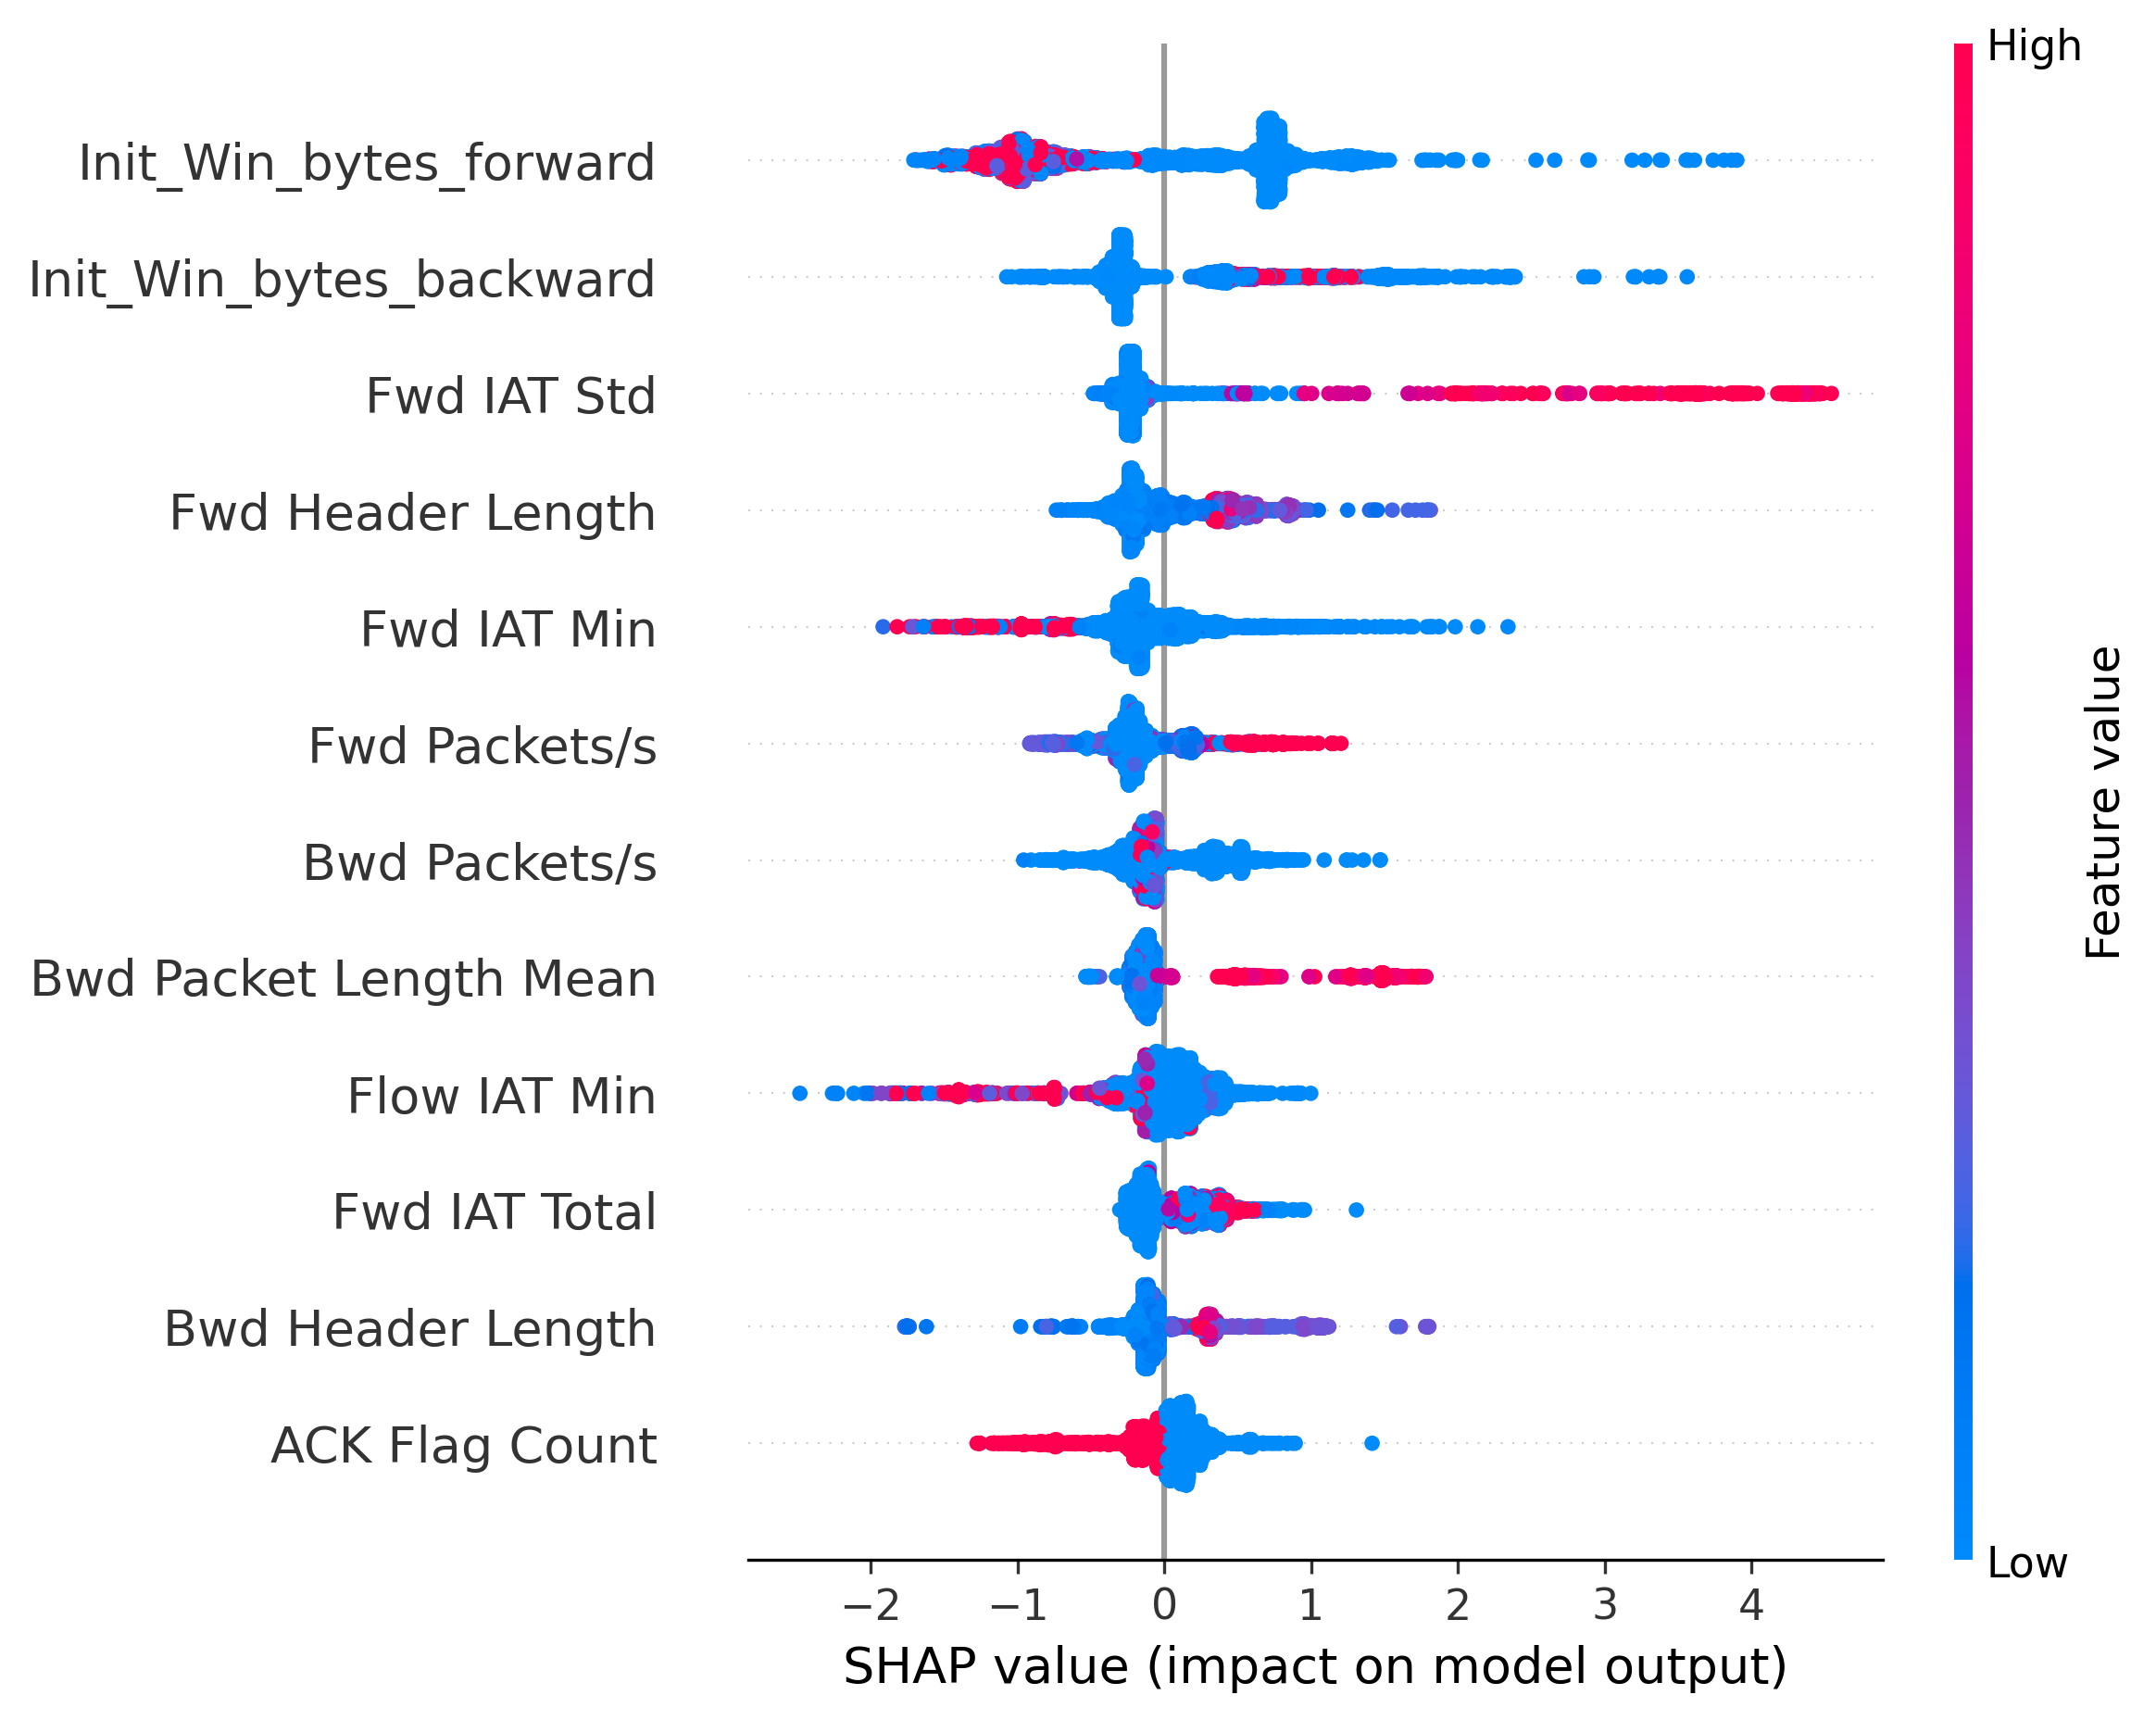 High
Init_Win_bytes_forward
Init_Win_bytes_backward
Fwd IAT Std
Fwd Header Length
Fwd IAT Min
Fwd Packets/s
Bwd Packets/s
Bwd Packet Length Mean
Flow IAT Min
Fwd IAT Total
Bwd Header Length
ACK Flag Count
Feature value
Low
−2 −1 0 1 2 3 4
SHAP value (impact on model output)